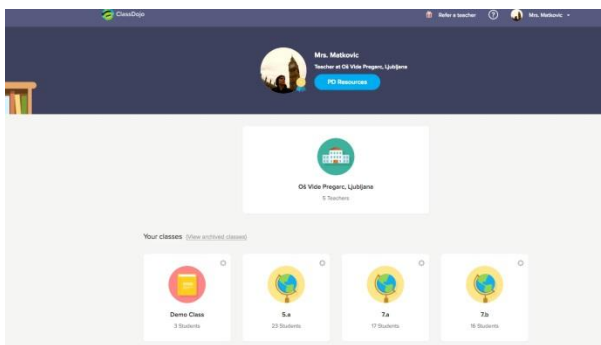 ClassDojo
Refer a teacher
?
Mrs. Matkovic
Mrs. Matkovic
Teacher at Oš Vide Pregarc, Ljubljana
PD Resources
Oš Vide Pregarc, Ljubljana
5 Teachers
Your classes (View archived classes)
Demo Class
5.a
7.a
7.b
3 Students
23 Students
17 Students
19 Students